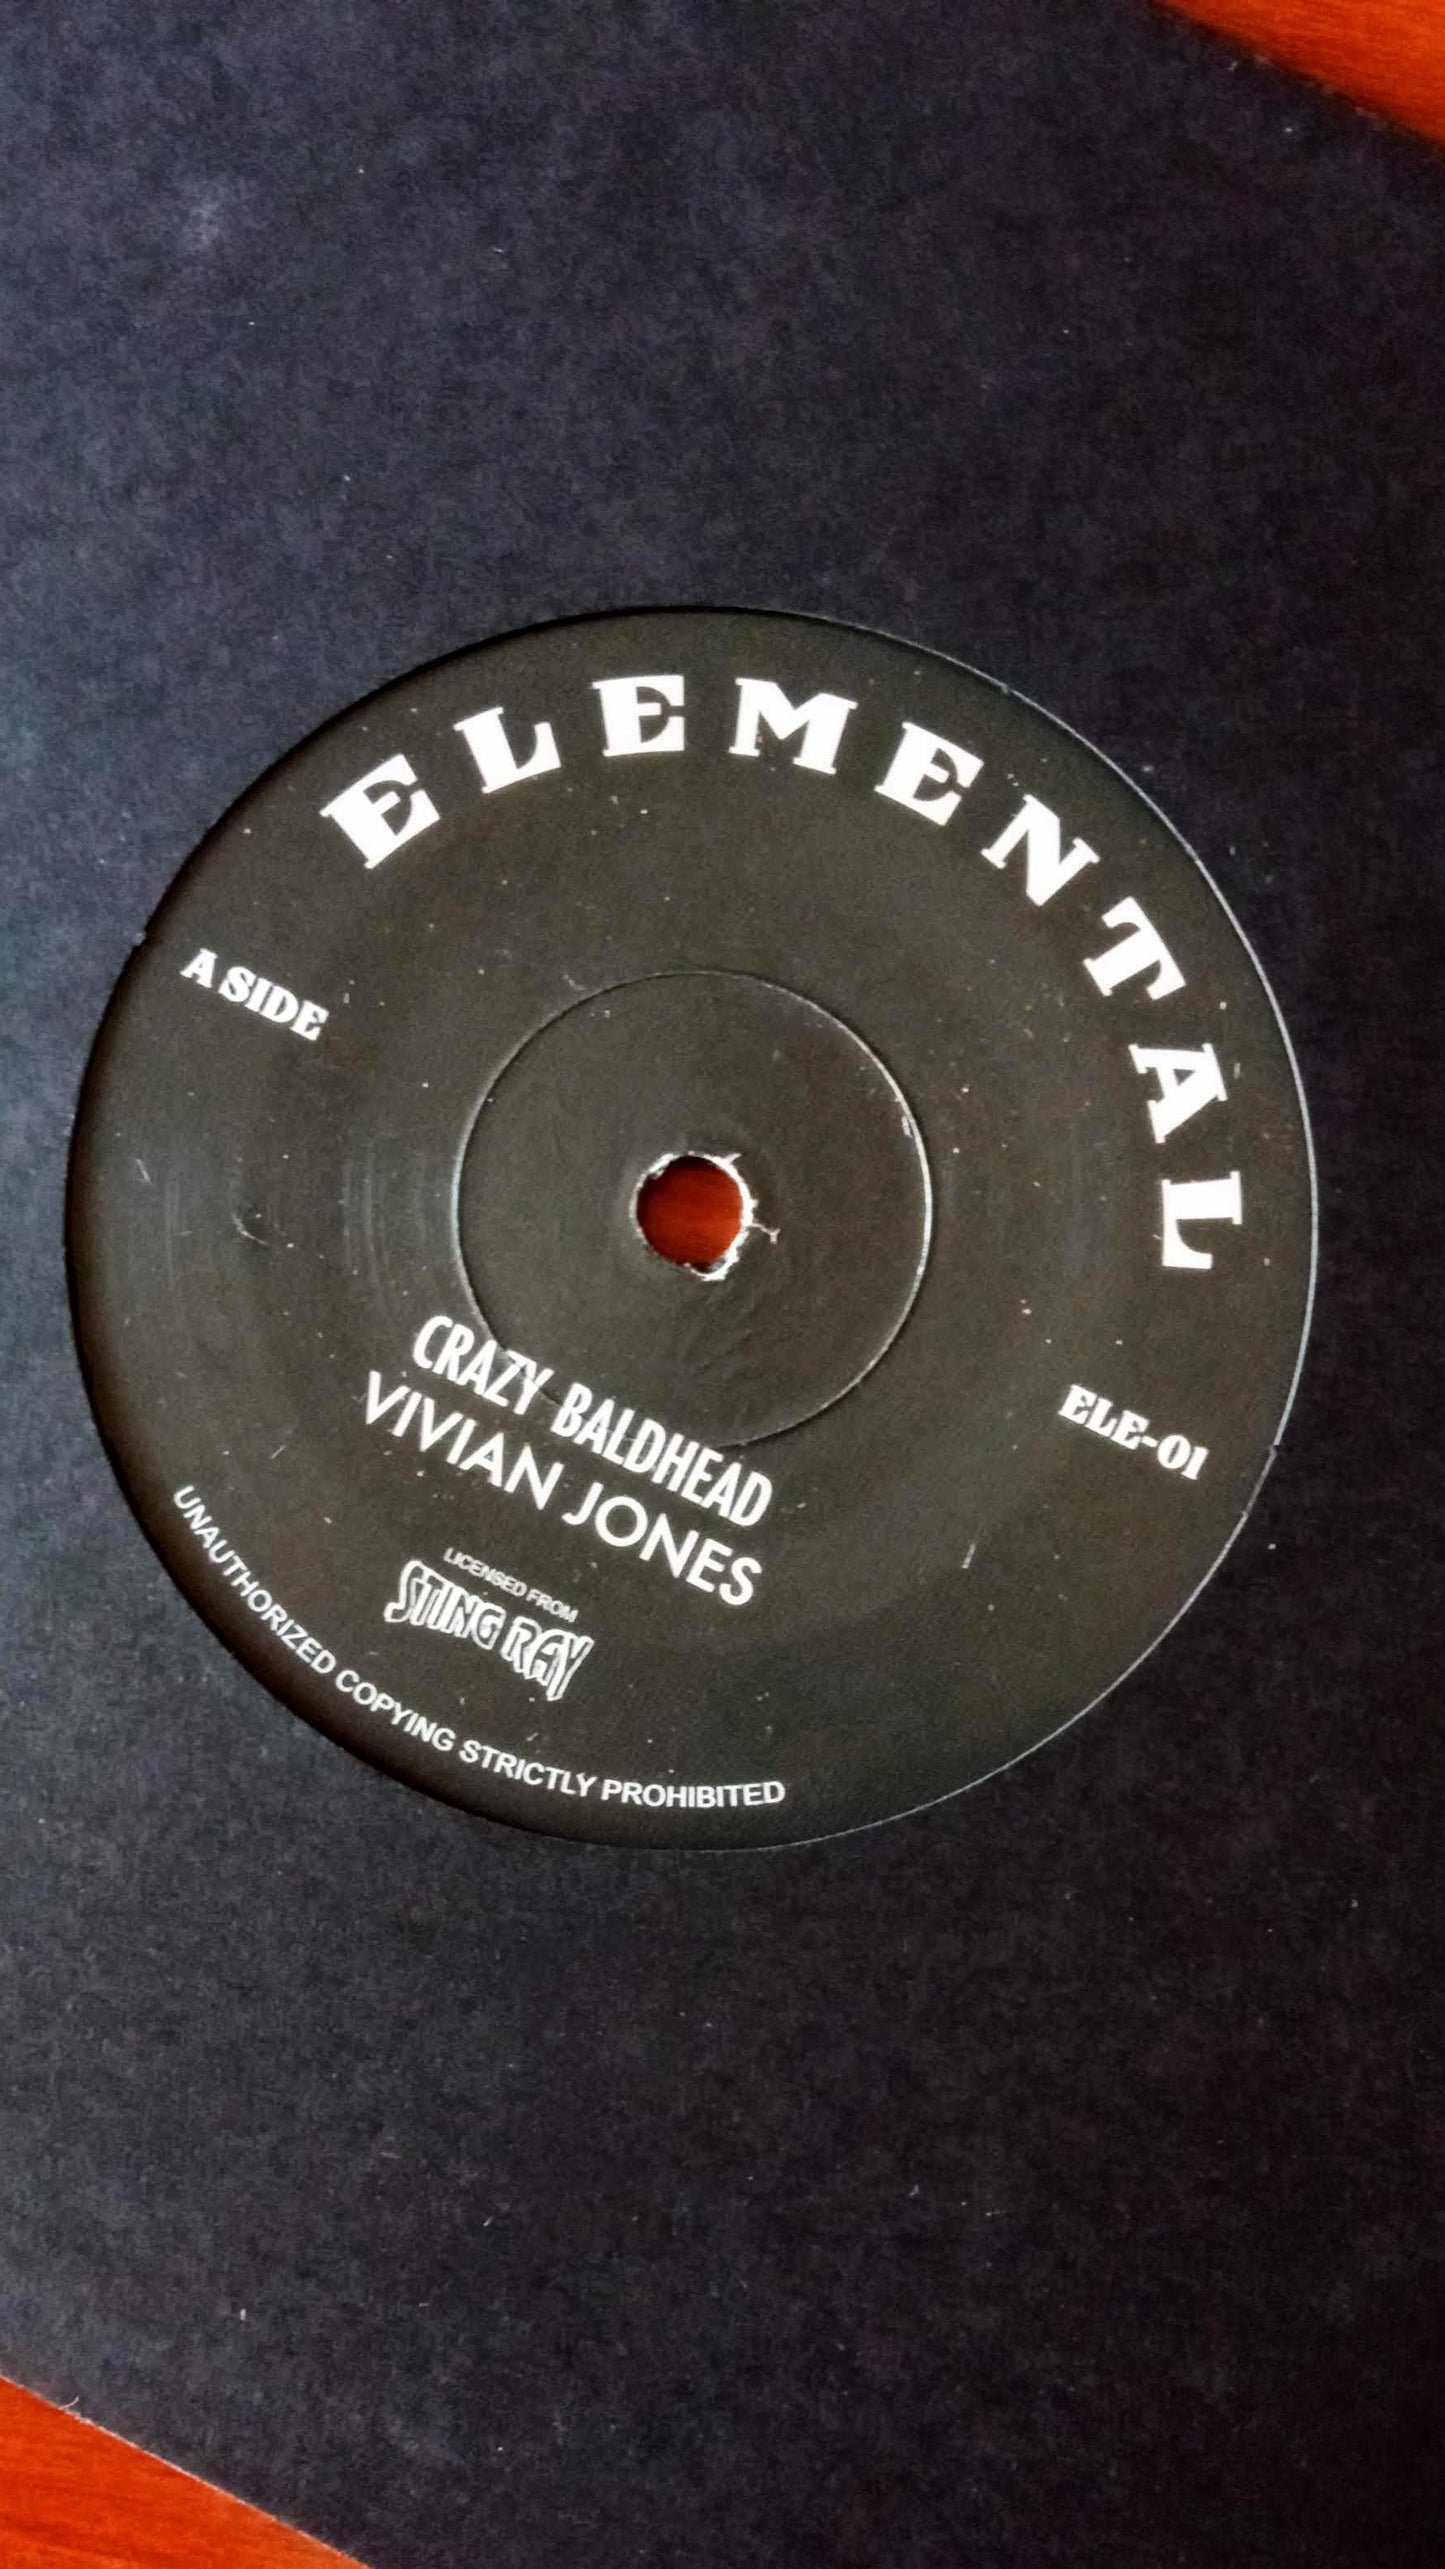 ELEMENTAL
A SIDE
ELE-01
CRAZY BALDHEAD
VIVIAN JONES
LICENSED FROM
STING RAY
UNAUTHORIZED COPYING STRICTLY PROHIBITED